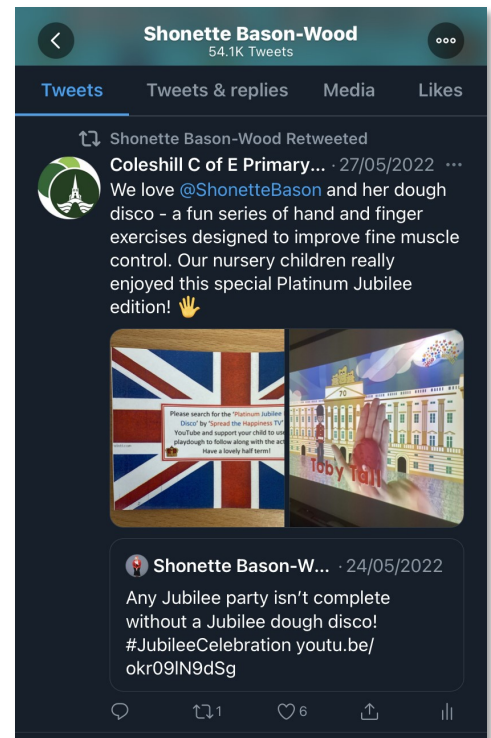 Shonette Bason-Wood
54.1K Tweets
Tweets Tweets & replies Media Likes
Shonette Bason-Wood Retweeted
Coleshill C of E Primary... · 27/05/2022 ...
We love @ShonetteBason and her dough
disco - a fun series of hand and finger
exercises designed to improve fine muscle
control. Our nursery children really
enjoyed this special Platinum Jubilee
edition! 🖐
Please search for the 'Platinum Jubilee
Disco' by 'Spread the Happiness TV'
YouTube and support your child to use
playdough to follow along with the act
Have a lovely half term!
70
Toby Tall
Shonette Bason-W... · 24/05/2022
Any Jubilee party isn't complete
without a Jubilee dough disco!
#JubileeCelebration youtu.be/
okr09lN9dSg
1 6